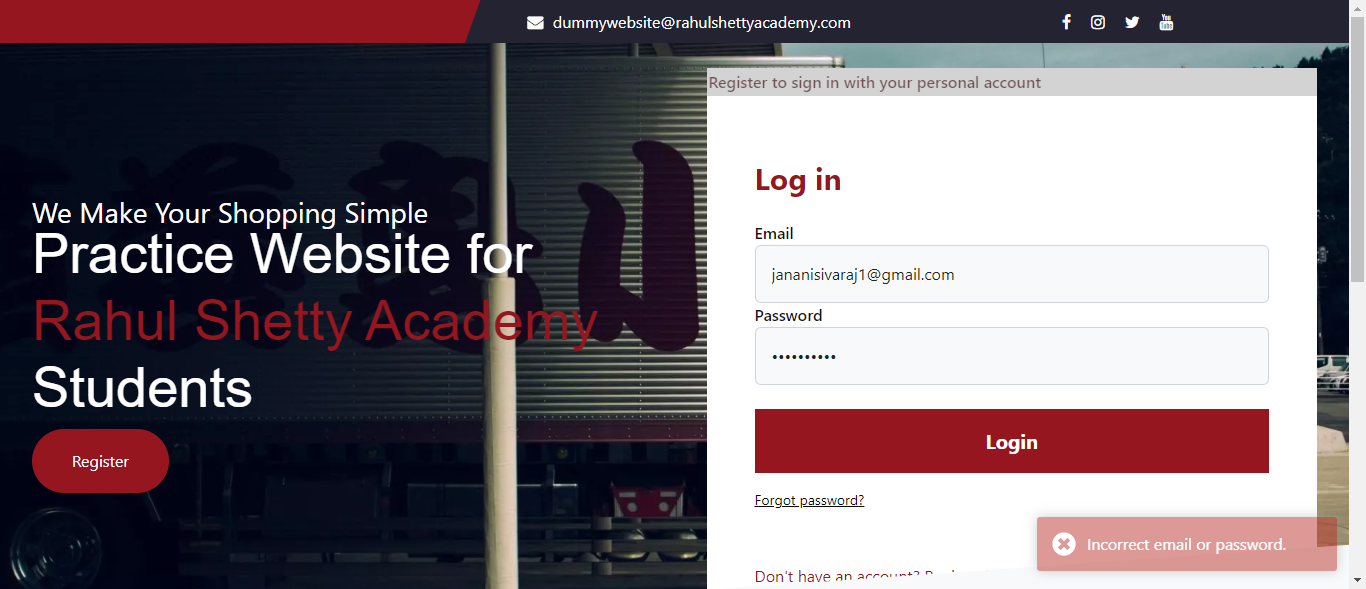 dummywebsite@rahulshettyacademy.com
Register to sign in with your personal account
We Make Your Shopping Simple
Practice Website for
Rahul Shetty Academy
Students
Register
Log in
Email
jananisivaraj1@gmail.com
Password
••••••••••
Login
Forgot password?
Incorrect email or password.
Don't have an account?